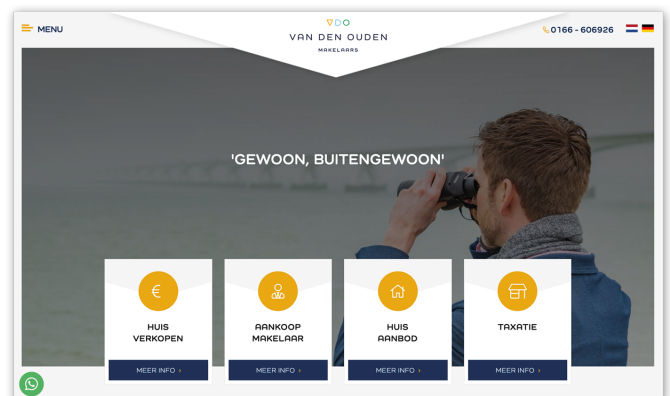 MENU
VDO
VAN DEN OUDEN
MAKELAARS
0166 - 606926
'GEWOON, BUITENGEWOON'
HUIS
VERKOPEN
MEER INFO ›
AANKOOP
MAKELAAR
MEER INFO ›
HUIS
AANBOD
MEER INFO ›
TAXATIE
MEER INFO ›